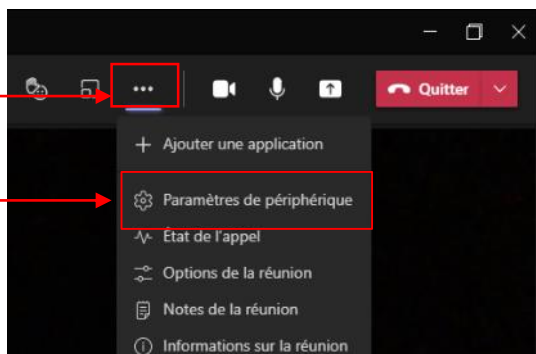 Quitter
Ajouter une application
Paramètres de périphérique
État de l'appel
Options de la réunion
Notes de la réunion
Informations sur la réunion